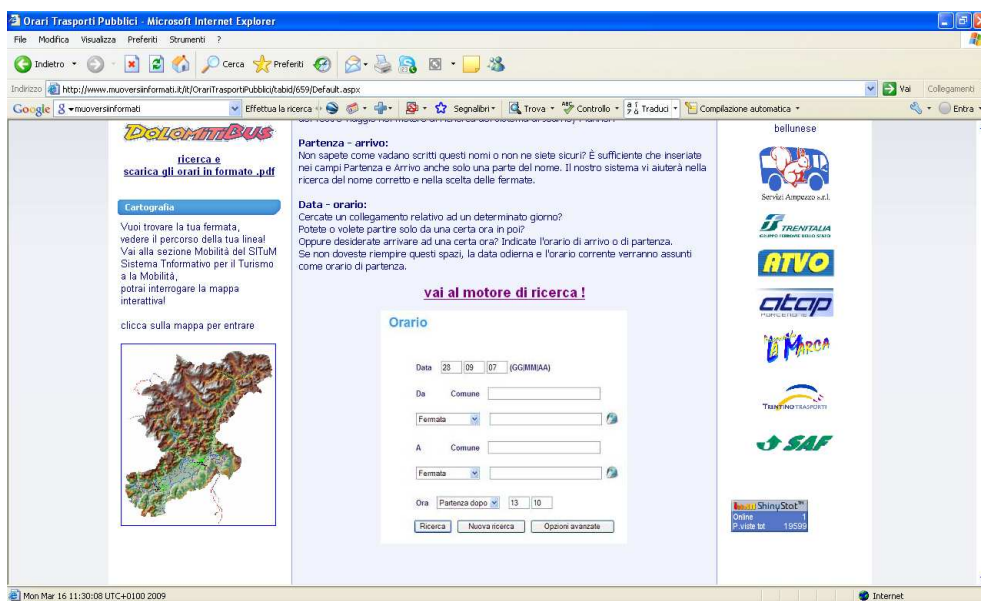 Orari Trasporti Pubblici - Microsoft Internet Explorer
File Modifica Visualizza Preferiti Strumenti ?
Indietro Cerca Preferiti
Indirizzo http://www.muoversinformati.it/it/OrariTrasportiPubblici/tabid/659/Default.aspx Vai Collegamenti
Google muoversinformati Effettua la ricerca Segnalibri Trova Controllo Traduci Compilazione automatica Entra
DOLOMITIBUS
ricerca e
scarica gli orari in formato .pdf
Cartografia
Vuoi trovare la tua fermata,
vedere il percorso della tua linea!
Vai alla sezione Mobilità del SITuM
Sistema Tnformativo per il Turismo
a la Mobilità,
potrai interrogare la mappa
interattiva!
clicca sulla mappa per entrare
Partenza - arrivo:
Non sapete come vadano scritti questi nomi o non ne siete sicuri? È sufficiente che inseriate
nei campi Partenza e Arrivo anche solo una parte del nome. Il nostro sistema vi aiuterà nella
ricerca del nome corretto e nella scelta delle fermate.
Data - orario:
Cercate un collegamento relativo ad un determinato giorno?
Potete o volete partire solo da una certa ora in poi?
Oppure desiderate arrivare ad una certa ora? Indicate l'orario di arrivo o di partenza.
Se non doveste riempire questi spazi, la data odierna e l'orario corrente verranno assunti
come orario di partenza.
vai al motore di ricerca !
Orario
Data 28 09 07 (GG|MM|AA)
Da Comune
Fermata
A Comune
Fermata
Ora Partenza dopo 13 10
Ricerca Nuova ricerca Opzioni avanzate
bellunese
Servizi Ampezzo s.r.l.
TRENITALIA
GRUPPO FERROVIE DELLO STATO
ATVO
atap
PORDENONE
LA MARCA
TRENTINO TRASPORTI
SAF
ShinyStat™
Online 1
P.viste tot 19599
Mon Mar 16 11:30:08 UTC+0100 2009 Internet